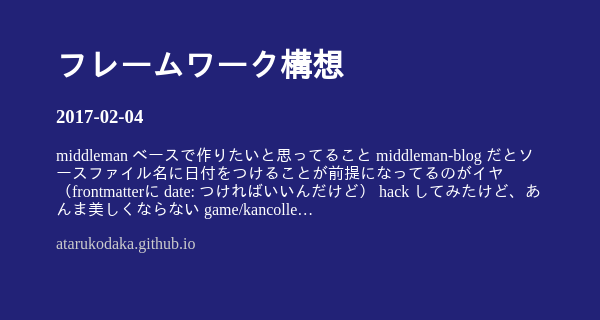 フレームワーク構想
2017-02-04
middleman ベースで作りたいと思ってること middleman-blog だとソ
ースファイル名に日付をつけることが前提になってるのがイヤ
（frontmatterに date: つければいいんだけど） hack してみたけど、あ
んま美しくならない game/kancolle…
atarukodaka.github.io